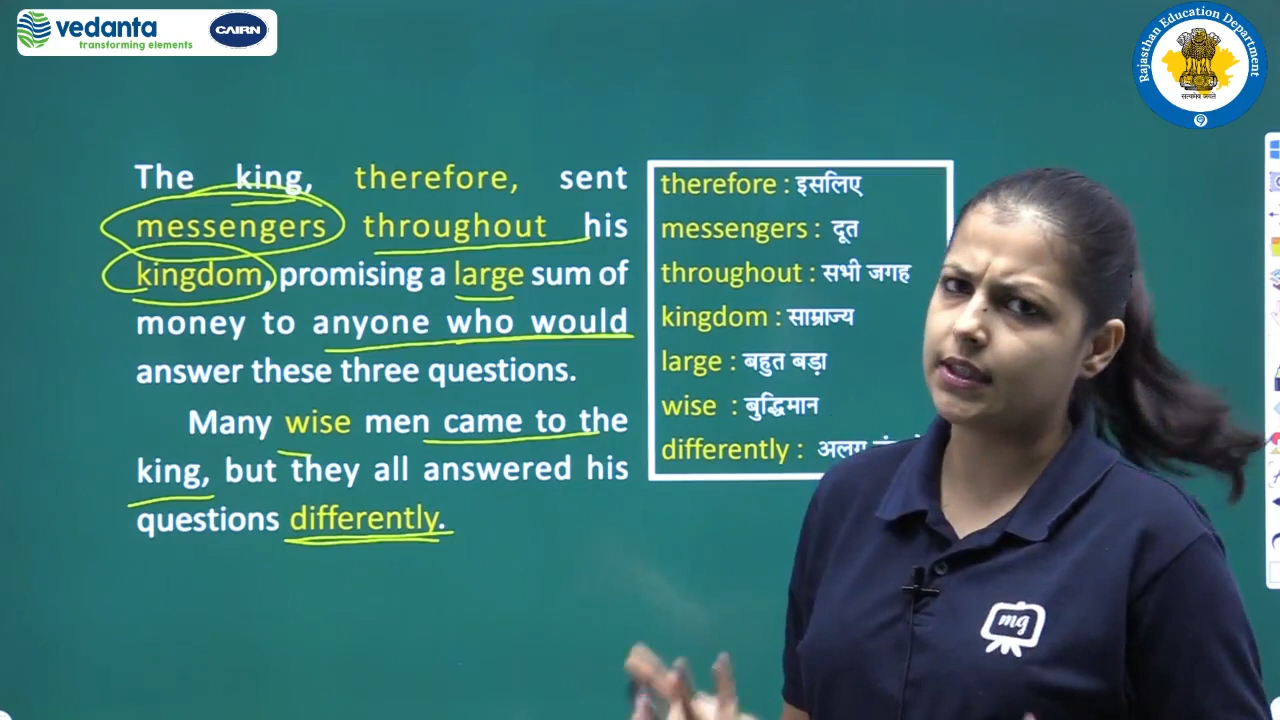 vedanta
transforming elements
CAIRN
Rajasthan Education Department
सत्यमेव जयते
The king, therefore, sent
messengers throughout his
kingdom, promising a large sum of
money to anyone who would
answer these three questions.
Many wise men came to the
king, but they all answered his
questions differently.
therefore : इसलिए
messengers : दूत
throughout : सभी जगह
kingdom : साम्राज्य
large : बहुत बड़ा
wise : बुद्धिमान
differently : अलग
mg